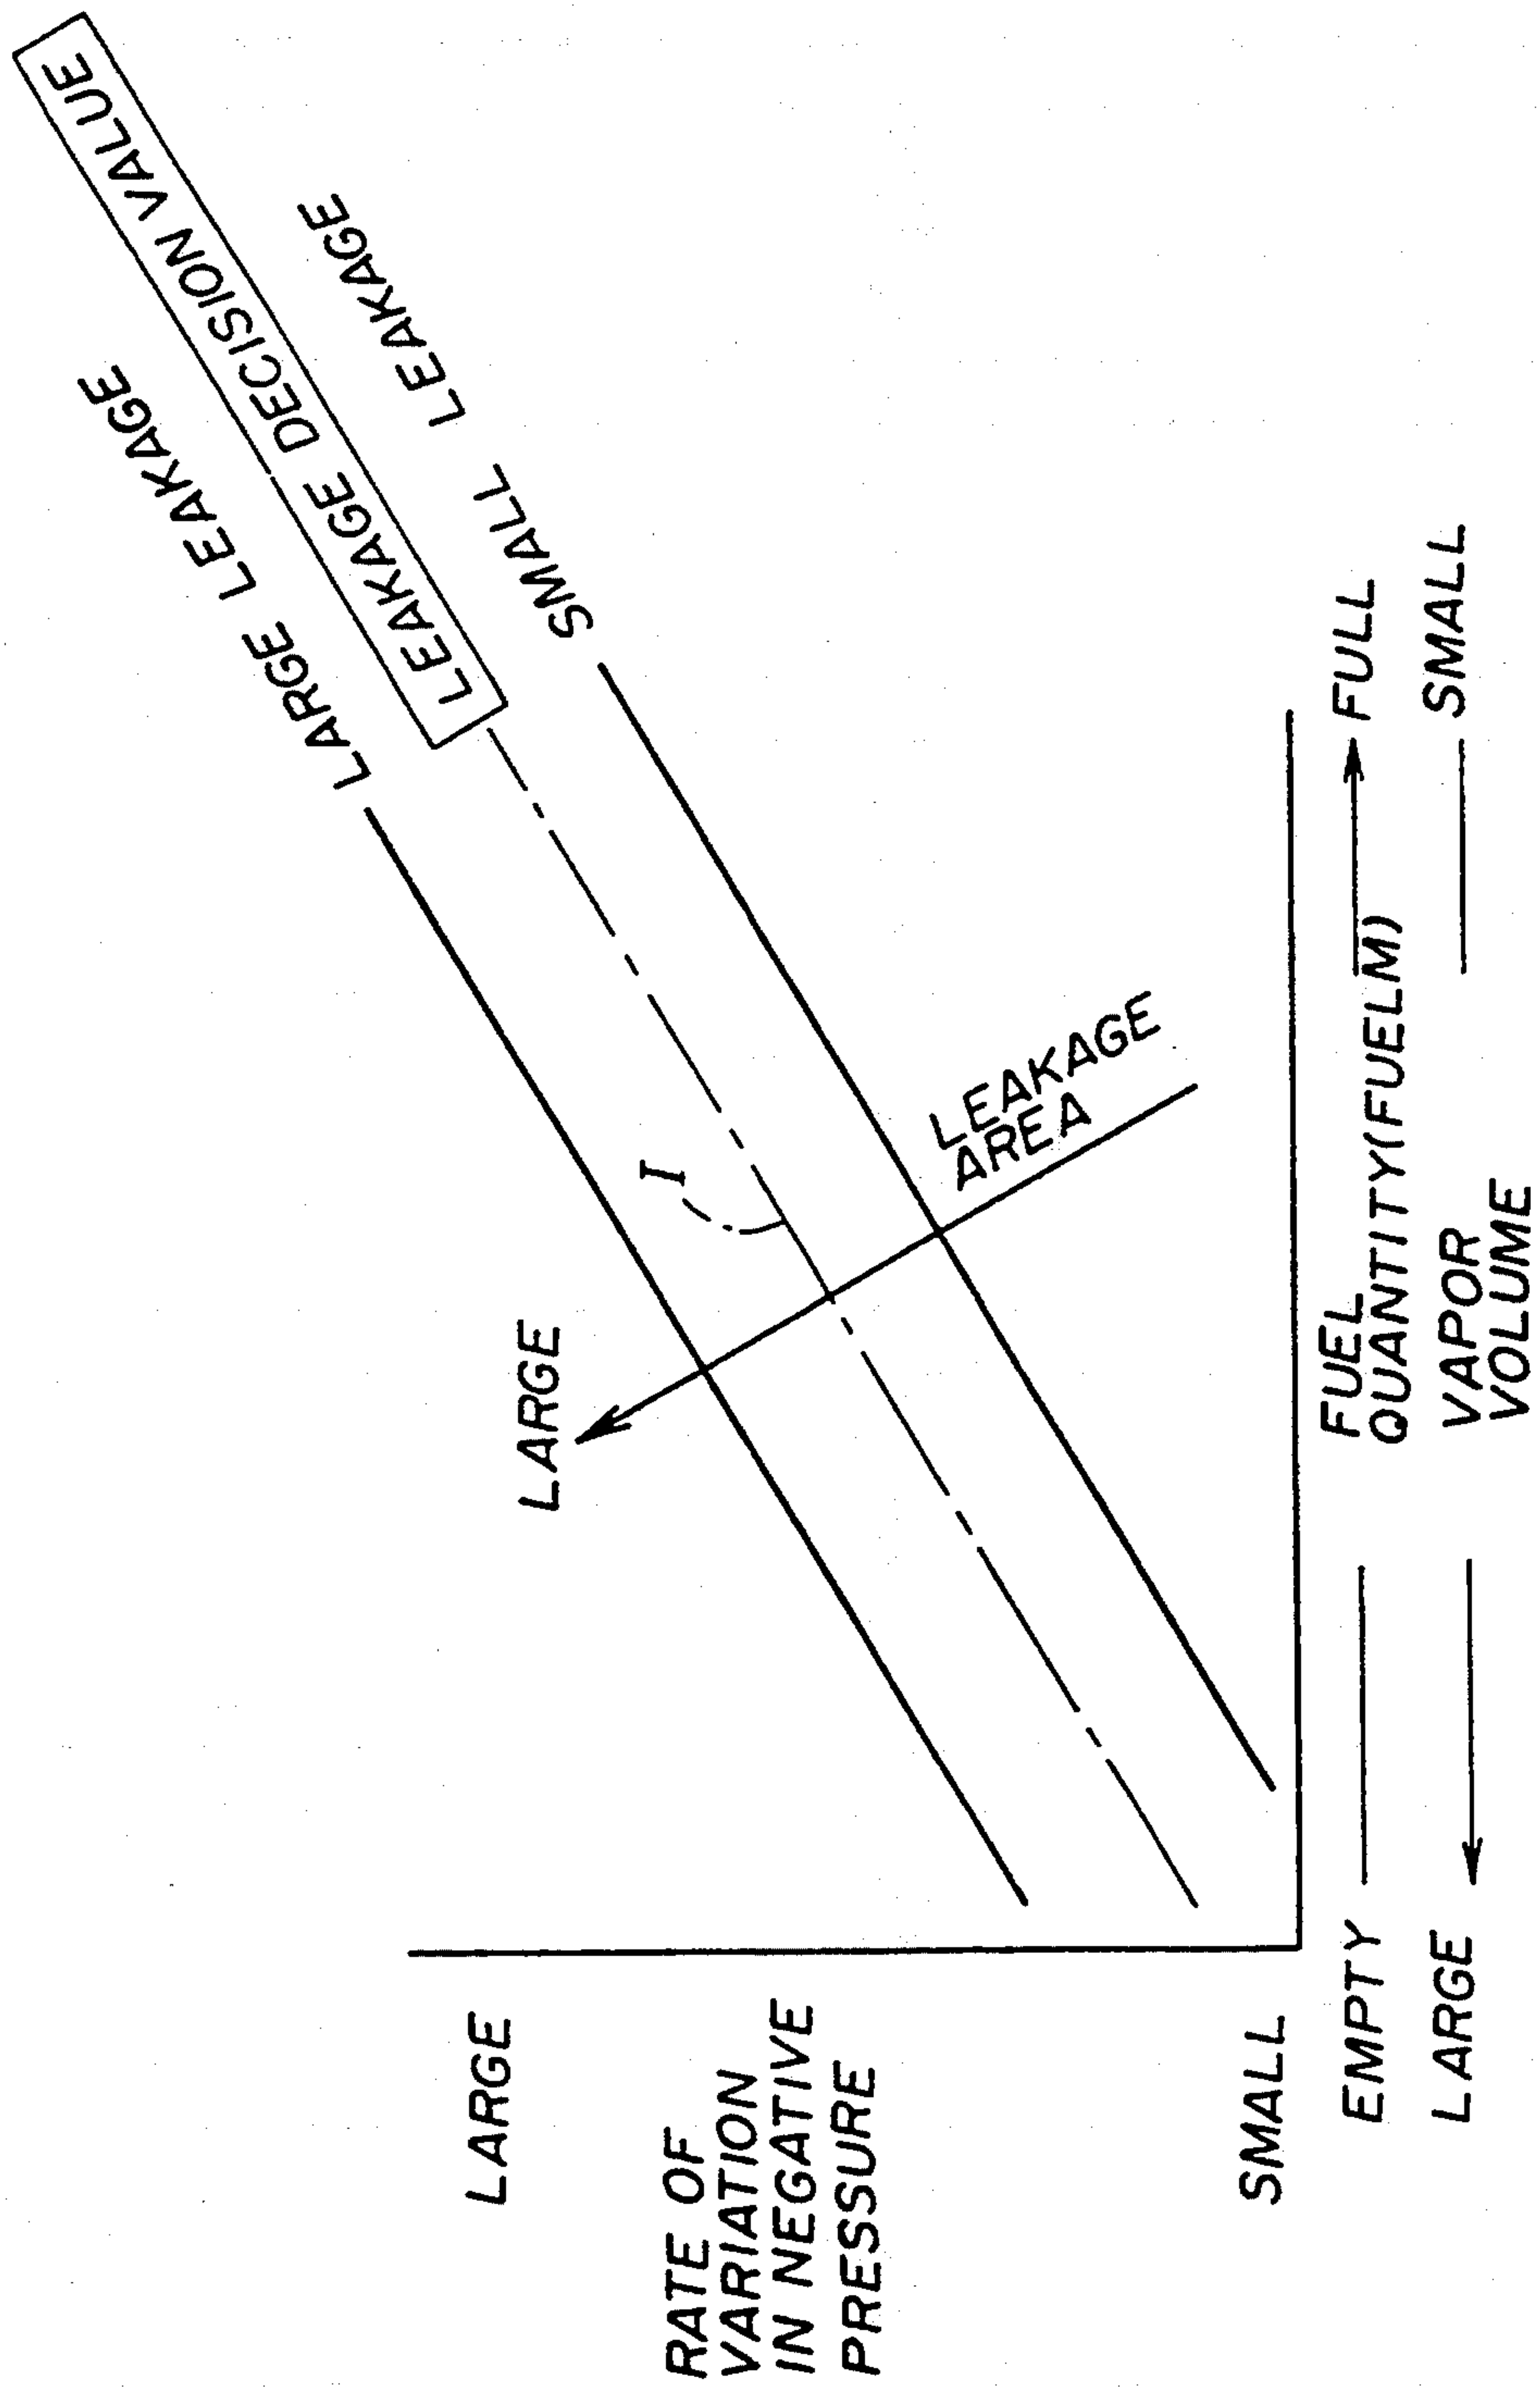 LARGE
RATE OF
VARIATION
IN NEGATIVE
PRESSURE
SMALL
LARGE LEAKAGE
LEAKAGE DECISION VALUE
SMALL LEAKAGE
LARGE
I
LEAKAGE
AREA
EMPTY
FUEL
QUANTITY(FUELM)
FULL
LARGE
VAPOR
VOLUME
SMALL